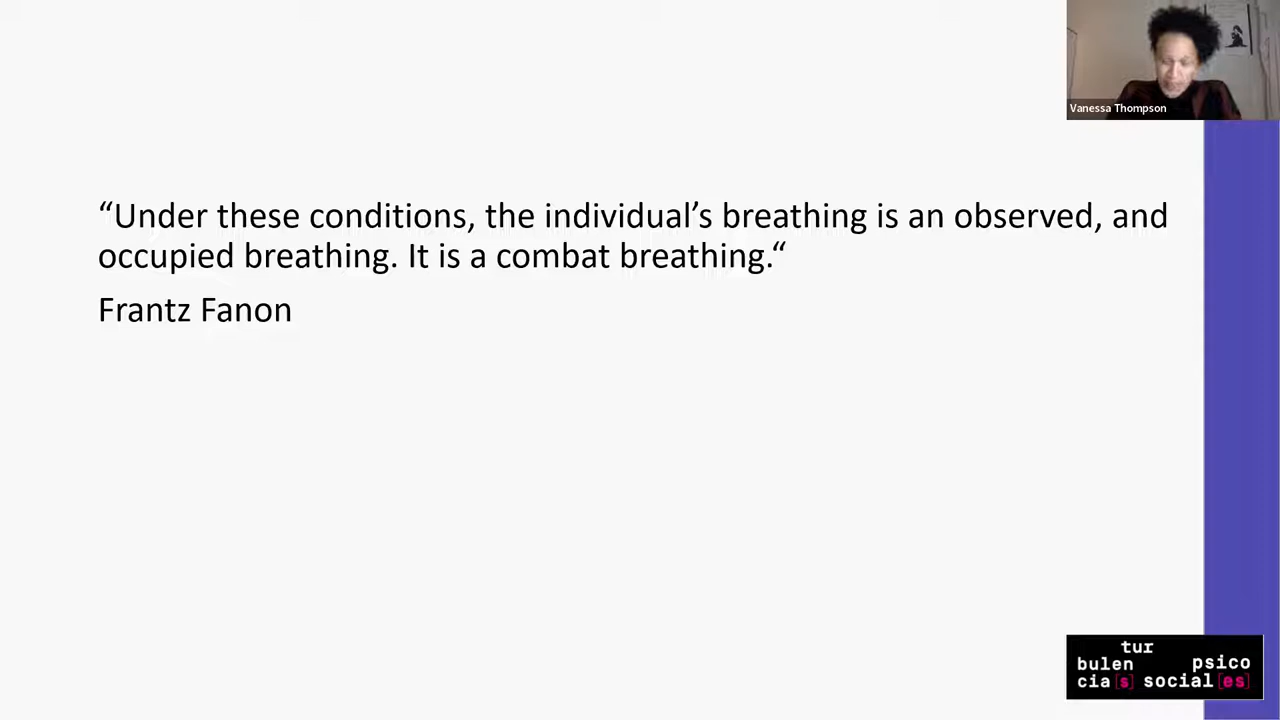 Vanessa Thompson
“Under these conditions, the individual’s breathing is an observed, and
occupied breathing. It is a combat breathing.“
Frantz Fanon
tur
bulen psico
cia[s] social[es]